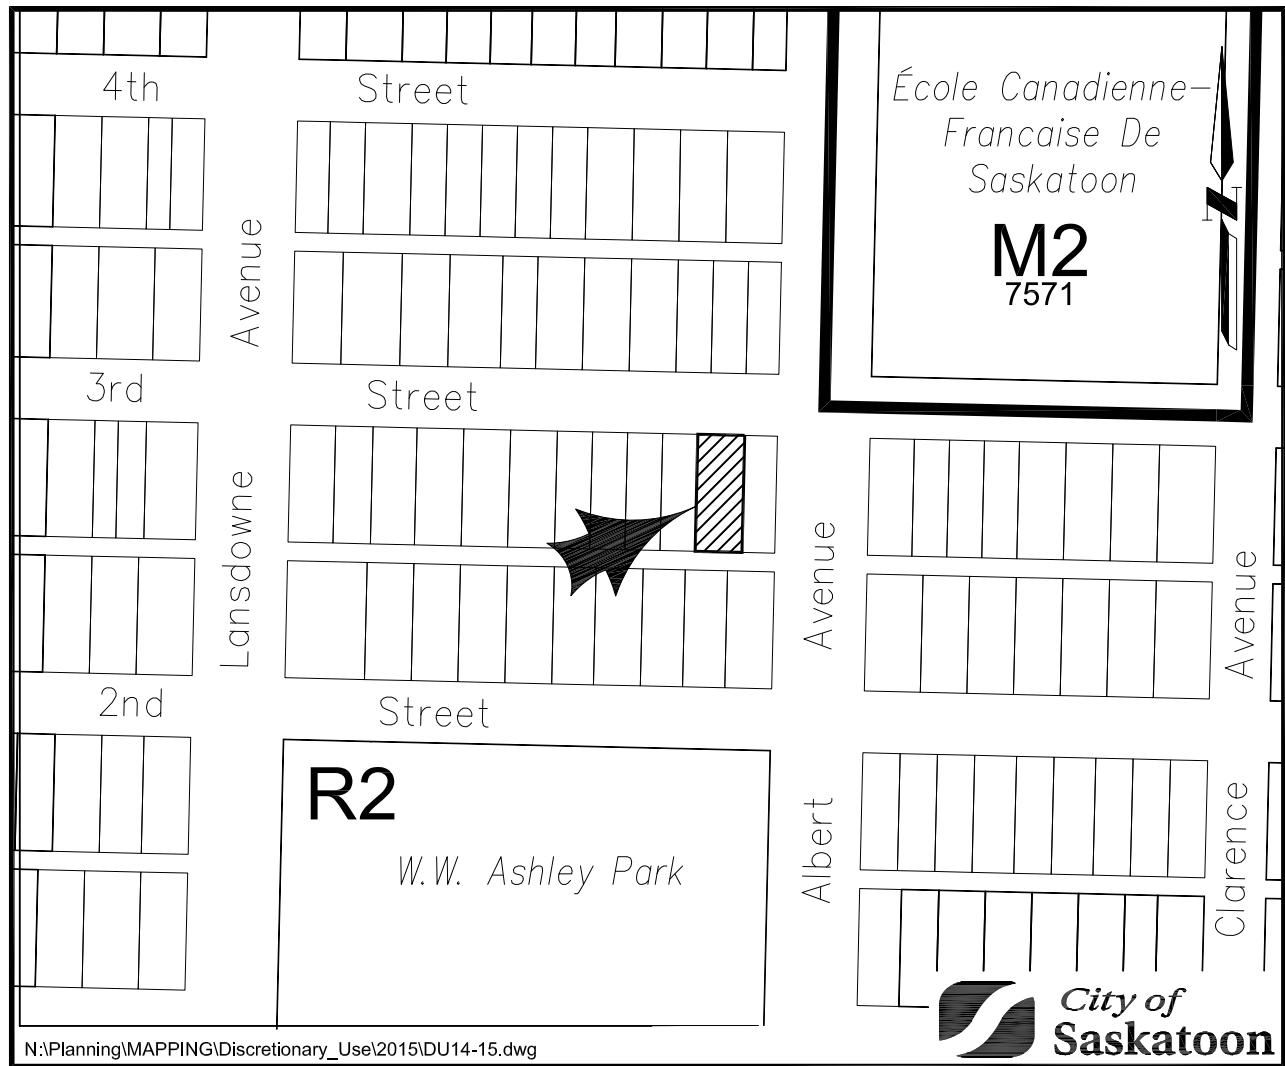 4th Street
École Canadienne-
Francaise De
Saskatoon
M2
7571
Avenue
3rd Street
Lansdowne
Avenue
Avenue
2nd Street
R2
W.W. Ashley Park
Albert
Clarence
City of
Saskatoon
N:\Planning\MAPPING\Discretionary_Use\2015\DU14-15.dwg